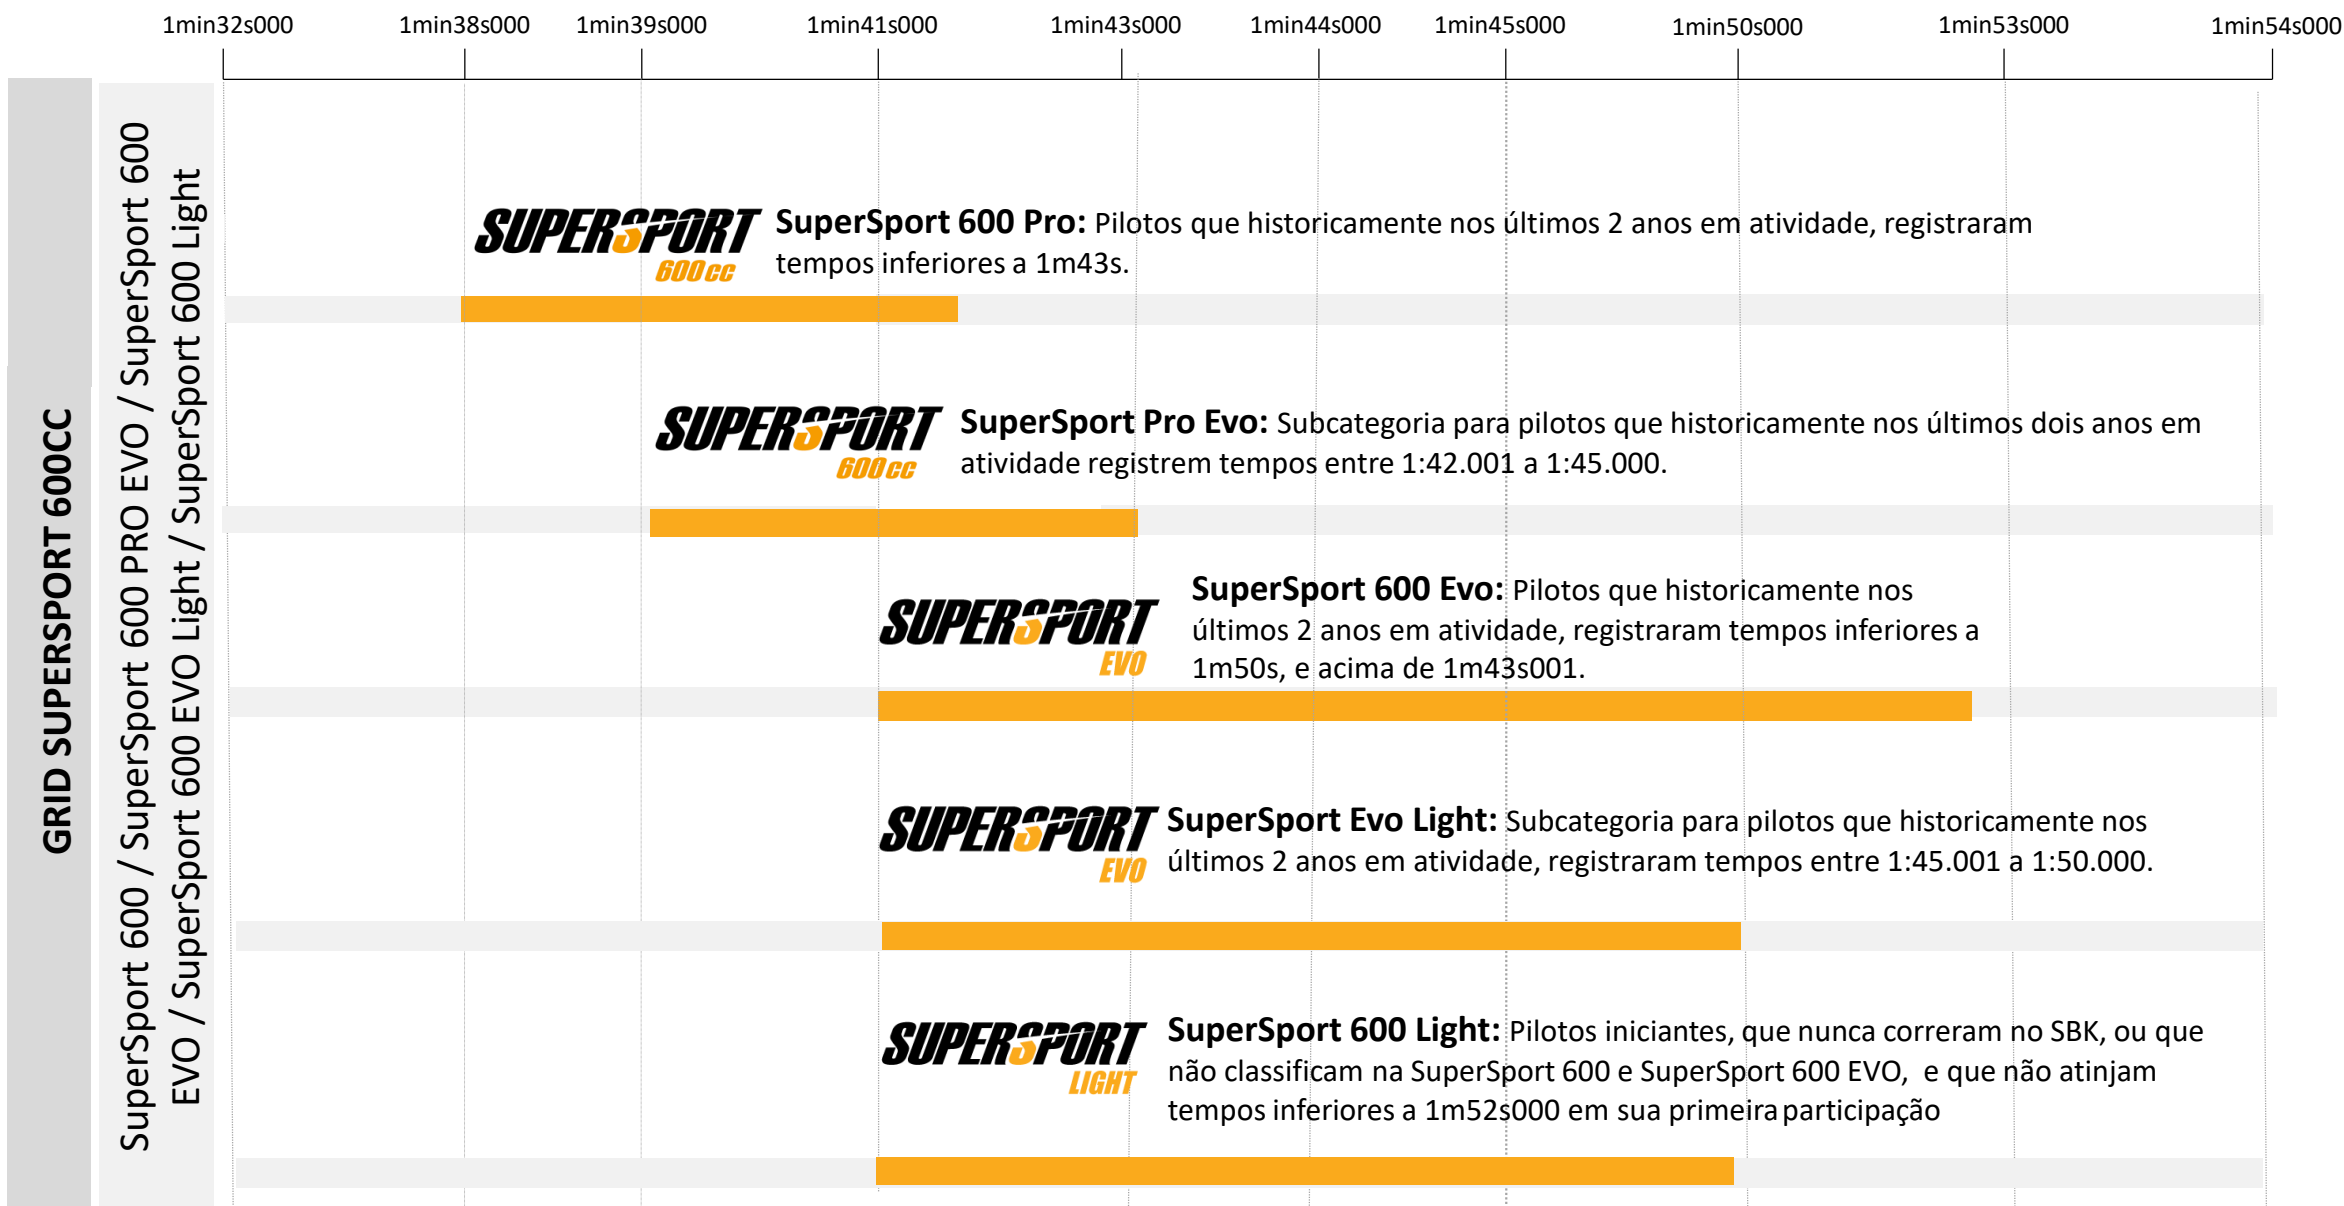 1min32s000 1min38s000 1min39s000 1min41s000 1min43s000 1min44s000 1min45s000 1min50s000 1min53s000 1min54s000
GRID SUPERSPORT 600CC
SuperSport 600 / SuperSport 600 PRO EVO / SuperSport 600
EVO / SuperSport 600 EVO Light / SuperSport 600 Light
SUPERSPORT
600cc
SuperSport 600 Pro: Pilotos que historicamente nos últimos 2 anos em atividade, registraram
tempos inferiores a 1m43s.
SUPERSPORT
600cc
SuperSport Pro Evo: Subcategoria para pilotos que historicamente nos últimos dois anos em
atividade registrem tempos entre 1:42.001 a 1:45.000.
SUPERSPORT
EVO
SuperSport 600 Evo: Pilotos que historicamente nos
últimos 2 anos em atividade, registraram tempos inferiores a
1m50s, e acima de 1m43s001.
SUPERSPORT
EVO
SuperSport Evo Light: Subcategoria para pilotos que historicamente nos
últimos 2 anos em atividade, registraram tempos entre 1:45.001 a 1:50.000.
SUPERSPORT
LIGHT
SuperSport 600 Light: Pilotos iniciantes, que nunca correram no SBK, ou que
não classificam na SuperSport 600 e SuperSport 600 EVO, e que não atinjam
tempos inferiores a 1m52s000 em sua primeira participação